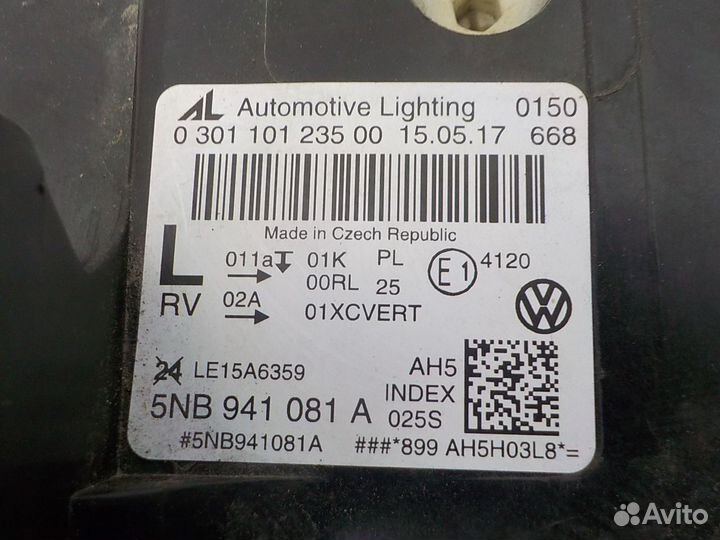 AL Automotive Lighting 0150
0 301 101 235 00 15.05.17 668
Made in Czech Republic
L 011a 01K PL E1 4120
00RL 25
RV 02A 01XCVERT
VW
24 LE15A6359 AH5
INDEX
5NB 941 081 A 025S
#5NB941081A ###*899 AH5H03L8*=
Avito